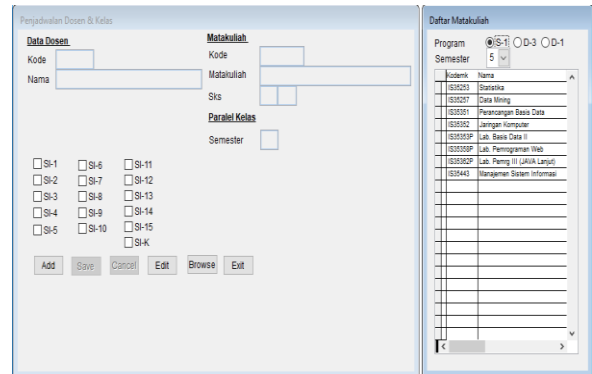 Penjadwalan Dosen & Kelas
Data Dosen
Kode
Nama
Matakuliah
Kode
Matakuliah
Sks
Paralel Kelas
Semester
SI-1 SI-6 SI-11
SI-2 SI-7 SI-12
SI-3 SI-8 SI-13
SI-4 SI-9 SI-14
SI-5 SI-10 SI-15
SI-K
Add Save Cancel Edit Browse Exit
Daftar Matakuliah
Program S-1 D-3 D-1
Semester 5
Kodemk Nama
IS35253 Statistika
IS35257 Data Mining
IS35351 Perancangan Basis Data
IS35352 Jaringan Komputer
IS35353P Lab. Basis Data II
IS35358P Lab. Pemrograman Web
IS35362P Lab. Pemrg III (JAVA Lanjut)
IS35443 Manajemen Sistem Informasi